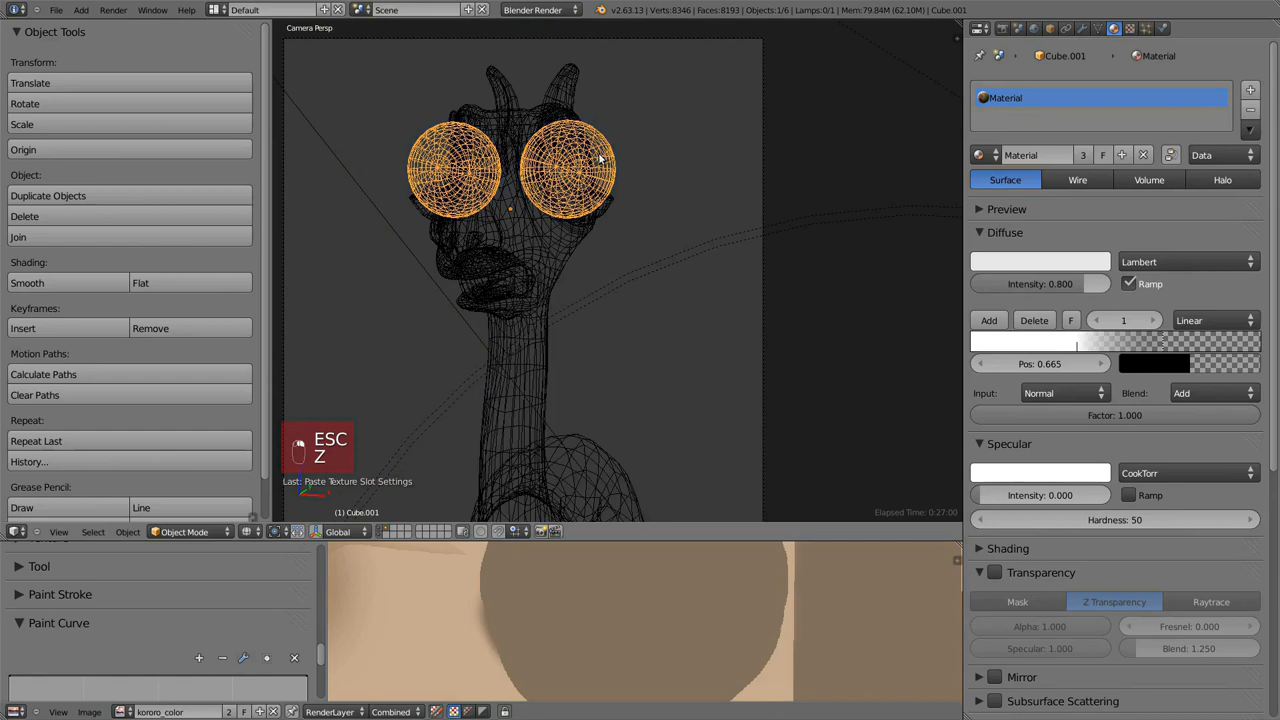 File Add Render Window Help Default Scene Blender Render v2.63.13 | Verts:8346 | Faces:8193 | Objects:1/6 | Lamps:0/1 | Mem:79.84M (62.10M) | Cube.001
Object Tools
Transform:
Translate
Rotate
Scale
Origin
Object:
Duplicate Objects
Delete
Join
Shading:
Smooth Flat
Keyframes:
Insert Remove
Motion Paths:
Calculate Paths
Clear Paths
Repeat:
Repeat Last
History...
Grease Pencil:
Draw Line
Camera Persp
ESC
Z
Last: Paste Texture Slot Settings
(1) Cube.001
Elapsed Time: 0:27:00
View Select Object Object Mode Global
Tool
Paint Stroke
Paint Curve
View Image kororo_color 2 F RenderLayer Combined
Cube.001 Material
Material
Material 3 F Data
Surface Wire Volume Halo
Preview
Diffuse
Lambert
Intensity: 0.800 Ramp
Add Delete F 1 Linear
Pos: 0.665
Input: Normal Blend: Add
Factor: 1.000
Specular
CookTorr
Intensity: 0.000 Ramp
Hardness: 50
Shading
Transparency
Mask Z Transparency Raytrace
Alpha: 1.000 Fresnel: 0.000
Specular: 1.000 Blend: 1.250
Mirror
Subsurface Scattering